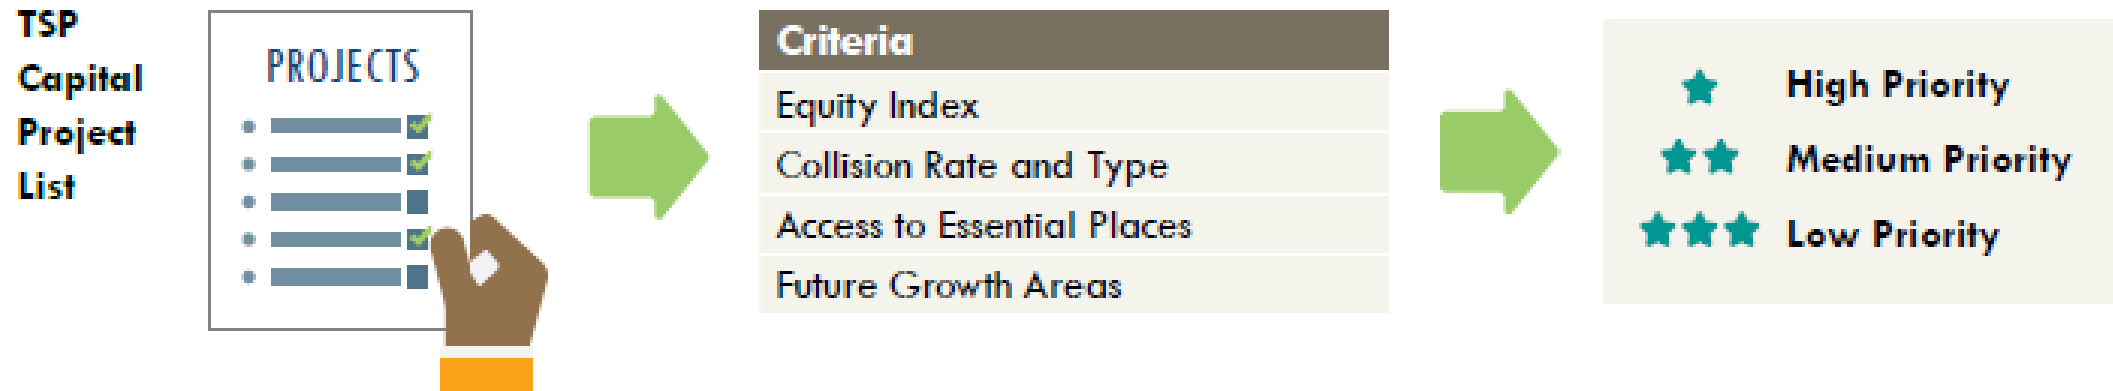 TSP
Capital
Project
List
PROJECTS
Criteria
Equity Index
Collision Rate and Type
Access to Essential Places
Future Growth Areas
High Priority
Medium Priority
Low Priority